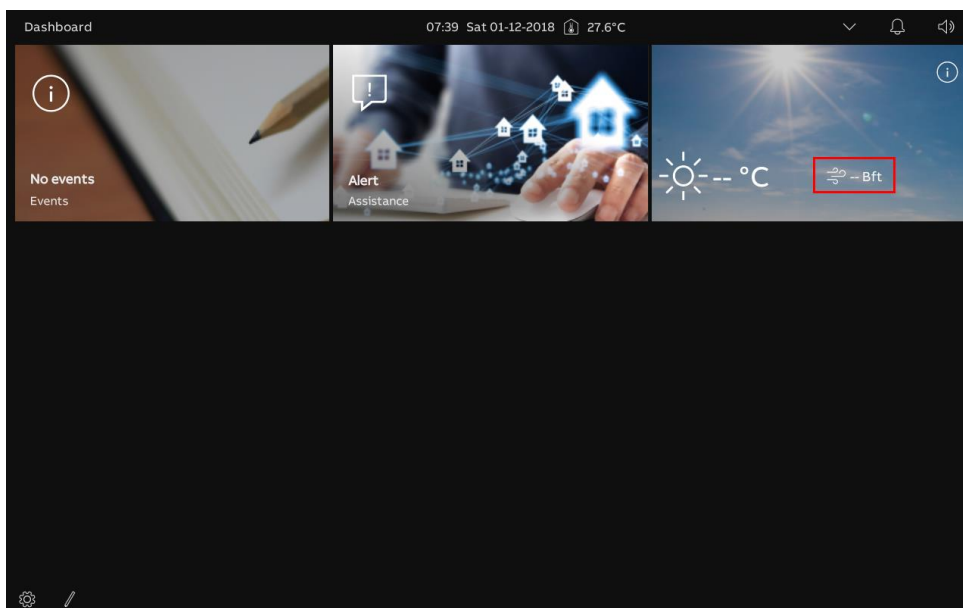 Dashboard
07:39 Sat 01-12-2018 27.6°C
No events
Events
Alert
Assistance
-- °C
-- Bft